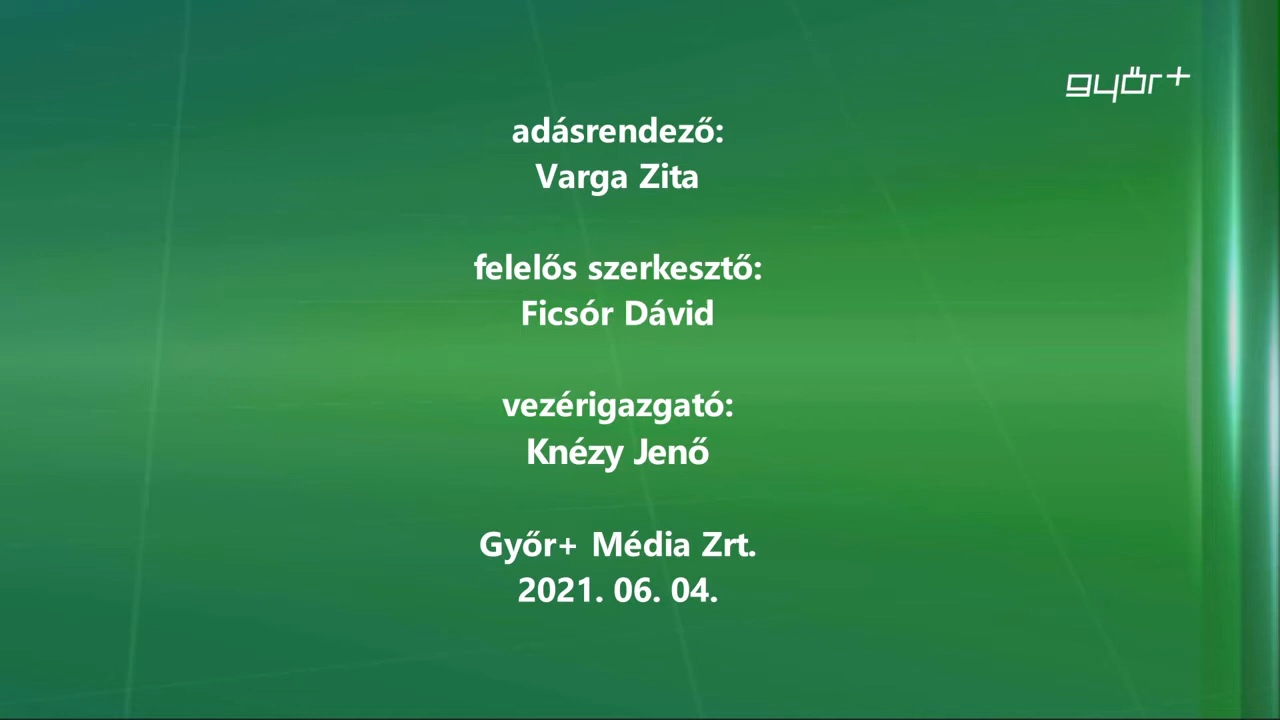 győr+
adásrendező:
Varga Zita
felelős szerkesztő:
Ficsór Dávid
vezérigazgató:
Knézy Jenő
Győr+ Média Zrt.
2021. 06. 04.